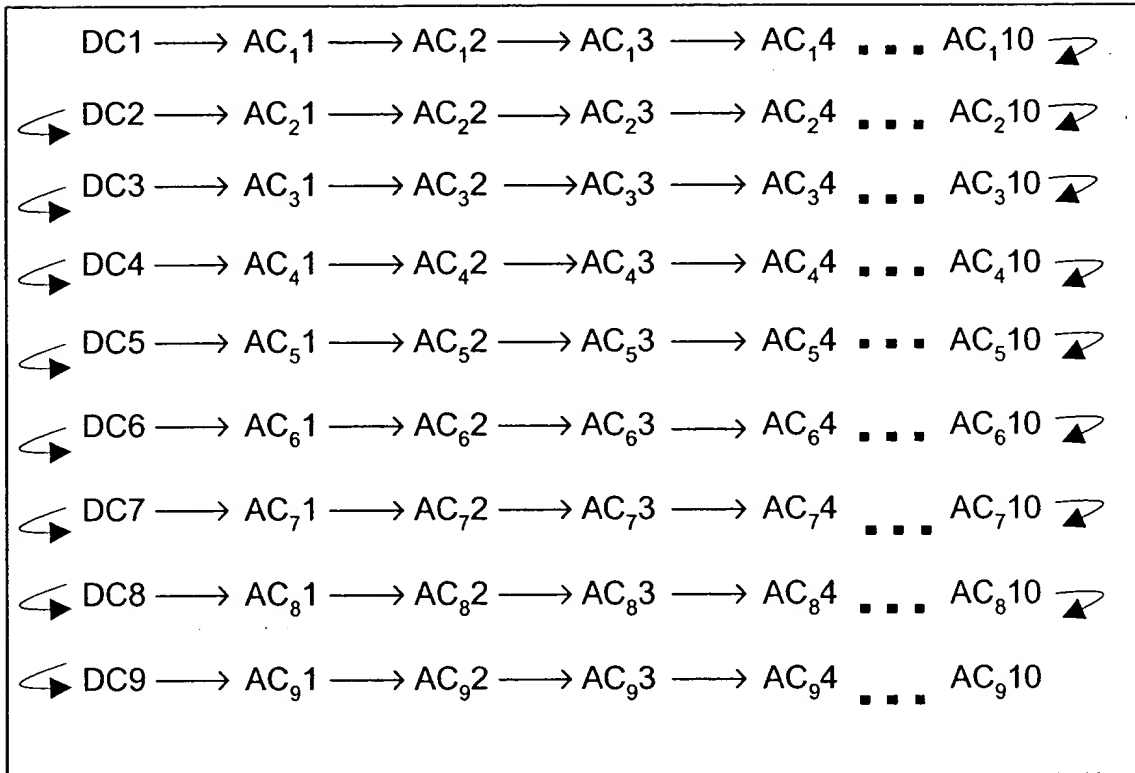 DC1 → AC₁1 → AC₁2 → AC₁3 → AC₁4 ... AC₁10
DC2 → AC₂1 → AC₂2 → AC₂3 → AC₂4 ... AC₂10
DC3 → AC₃1 → AC₃2 → AC₃3 → AC₃4 ... AC₃10
DC4 → AC₄1 → AC₄2 → AC₄3 → AC₄4 ... AC₄10
DC5 → AC₅1 → AC₅2 → AC₅3 → AC₅4 ... AC₅10
DC6 → AC₆1 → AC₆2 → AC₆3 → AC₆4 ... AC₆10
DC7 → AC₇1 → AC₇2 → AC₇3 → AC₇4 ... AC₇10
DC8 → AC₈1 → AC₈2 → AC₈3 → AC₈4 ... AC₈10
DC9 → AC₉1 → AC₉2 → AC₉3 → AC₉4 ... AC₉10